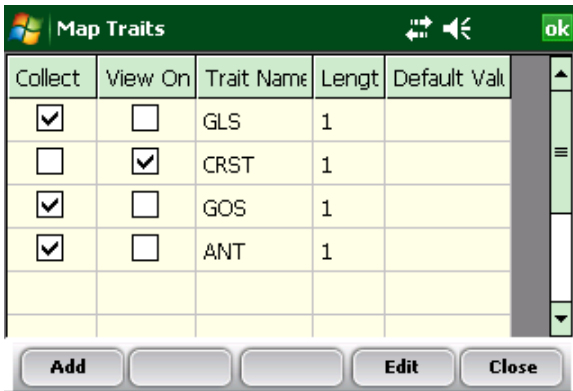 Map Traits ok
Collect View On Trait Name Lengt Default Valu
GLS 1
CRST 1
GOS 1
ANT 1
Add Edit Close